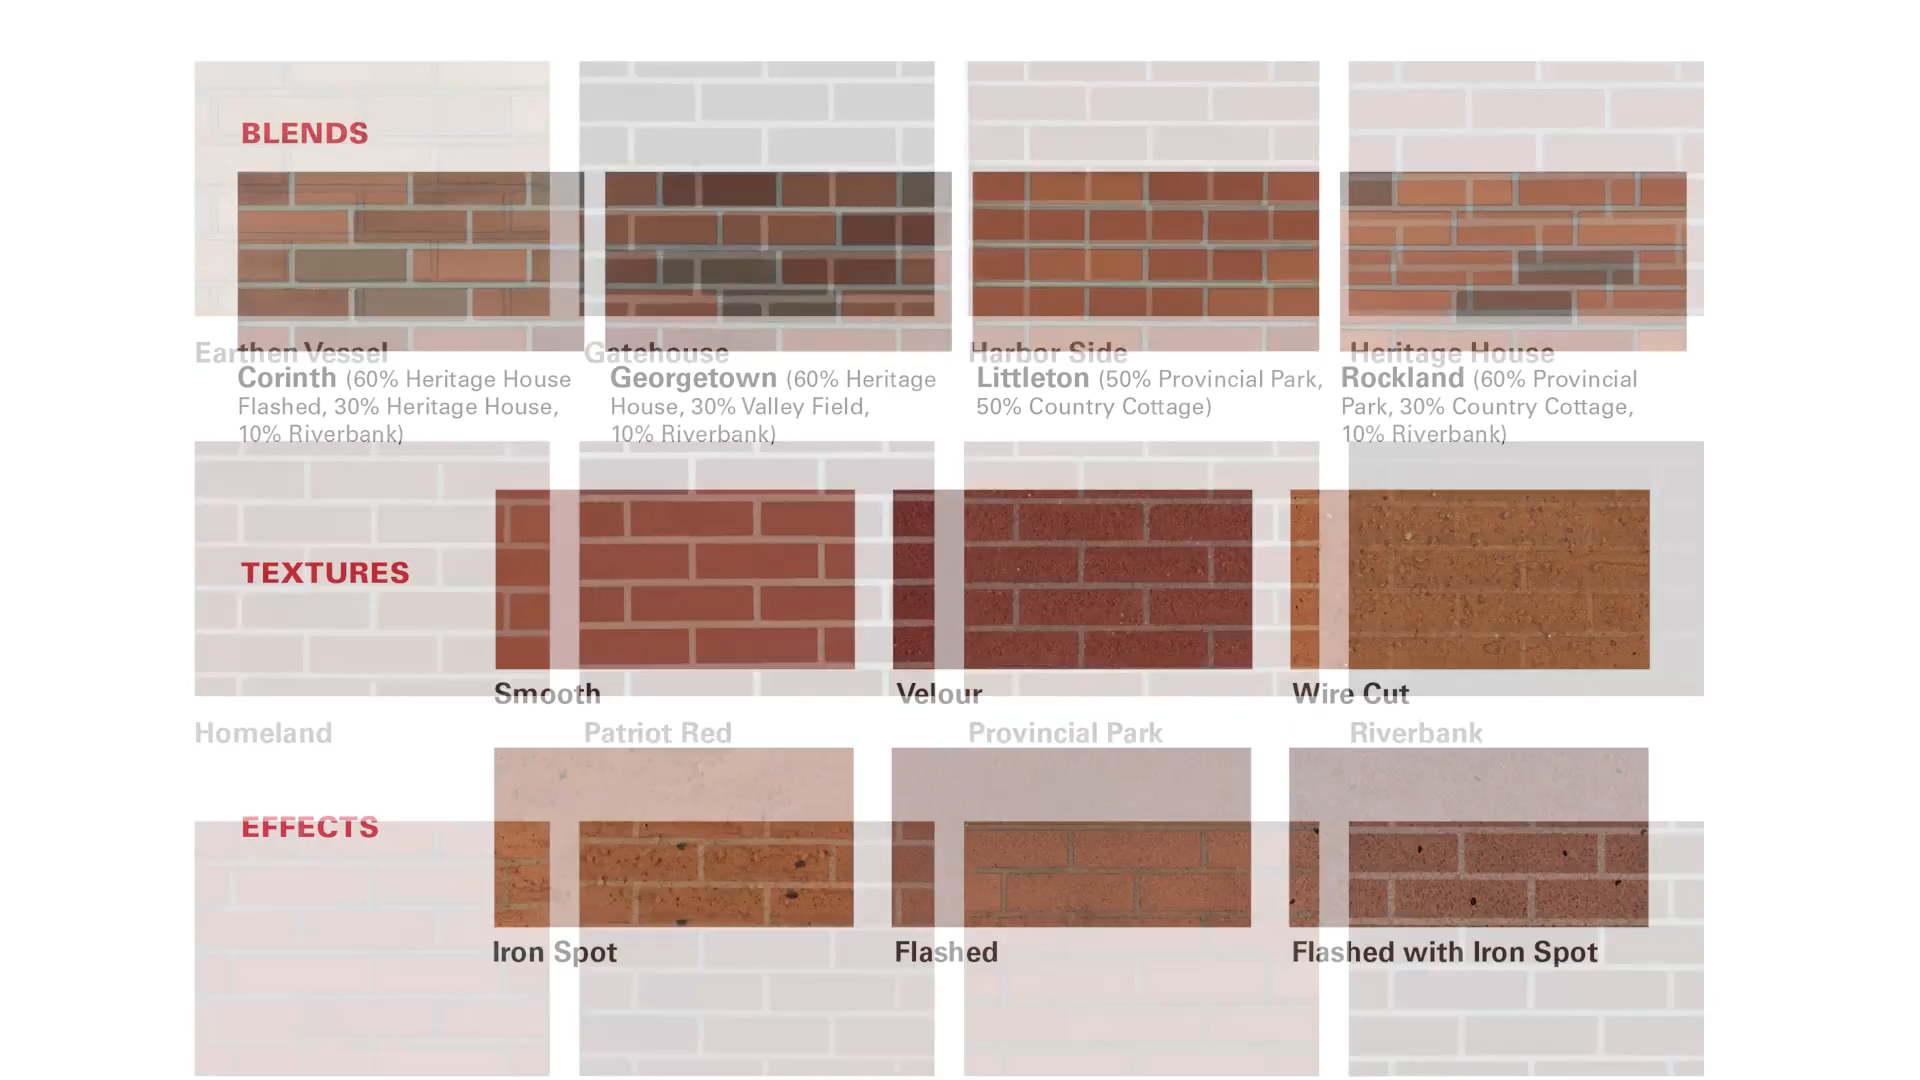 BLENDS
Earthen Vessel
Gatehouse
Harbor Side
Heritage House
Corinth (60% Heritage House
Flashed, 30% Heritage House,
10% Riverbank)
Georgetown (60% Heritage
House, 30% Valley Field,
10% Riverbank)
Littleton (50% Provincial Park,
50% Country Cottage)
Rockland (60% Provincial
Park, 30% Country Cottage,
10% Riverbank)
TEXTURES
Smooth
Velour
Wire Cut
Homeland
Patriot Red
Provincial Park
Riverbank
EFFECTS
Iron Spot
Flashed
Flashed with Iron Spot